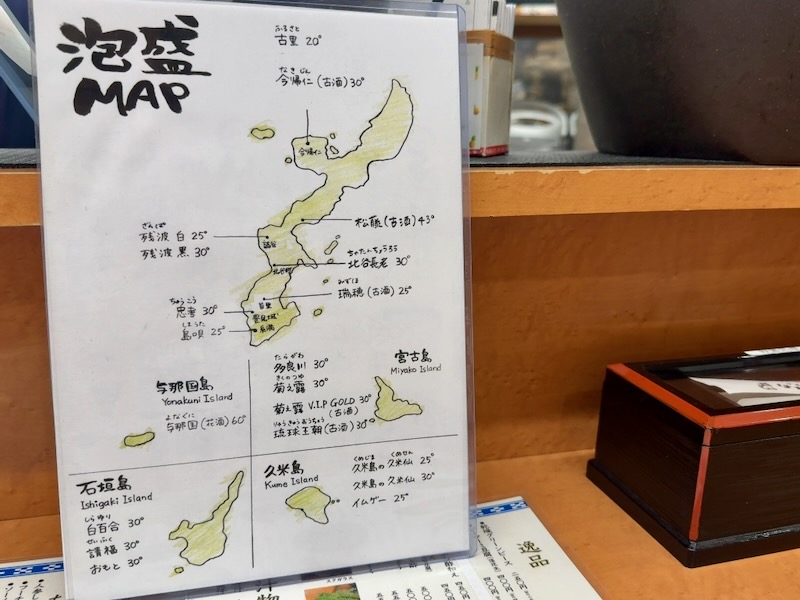 泡盛
MAP
ふるさと
古里 20°
なきじん
今帰仁 (古酒) 30°
今帰仁
松藤 (古酒) 43°
ざんぱ
残波 白 25°
残波 黒 30°
読谷
ちゃたんちょうろう
北谷長老 30°
北谷町
みずほ
瑞穂 (古酒) 25°
首里
ちゅうこう
忠孝 30°
豊見城
しまうた
島唄 25°
糸満
与那国島
Yonakuni Island
よなぐに
与那国 (花酒) 60°
宮古島
Miyako Island
たらがわ
多良川 30°
きくのつゆ
菊之露 30°
菊之露 V.I.P GOLD 30°
(古酒)
りゅうきゅうおうちょう
琉球王朝 (古酒) 30°
石垣島
Ishigaki Island
しらゆり
白百合 30°
せいふく
請福 30°
おもと 30°
久米島
Kume Island
くめじま くめせん
久米島の久米仙 25°
久米島の久米仙 30°
イムゲー 25°
逸品